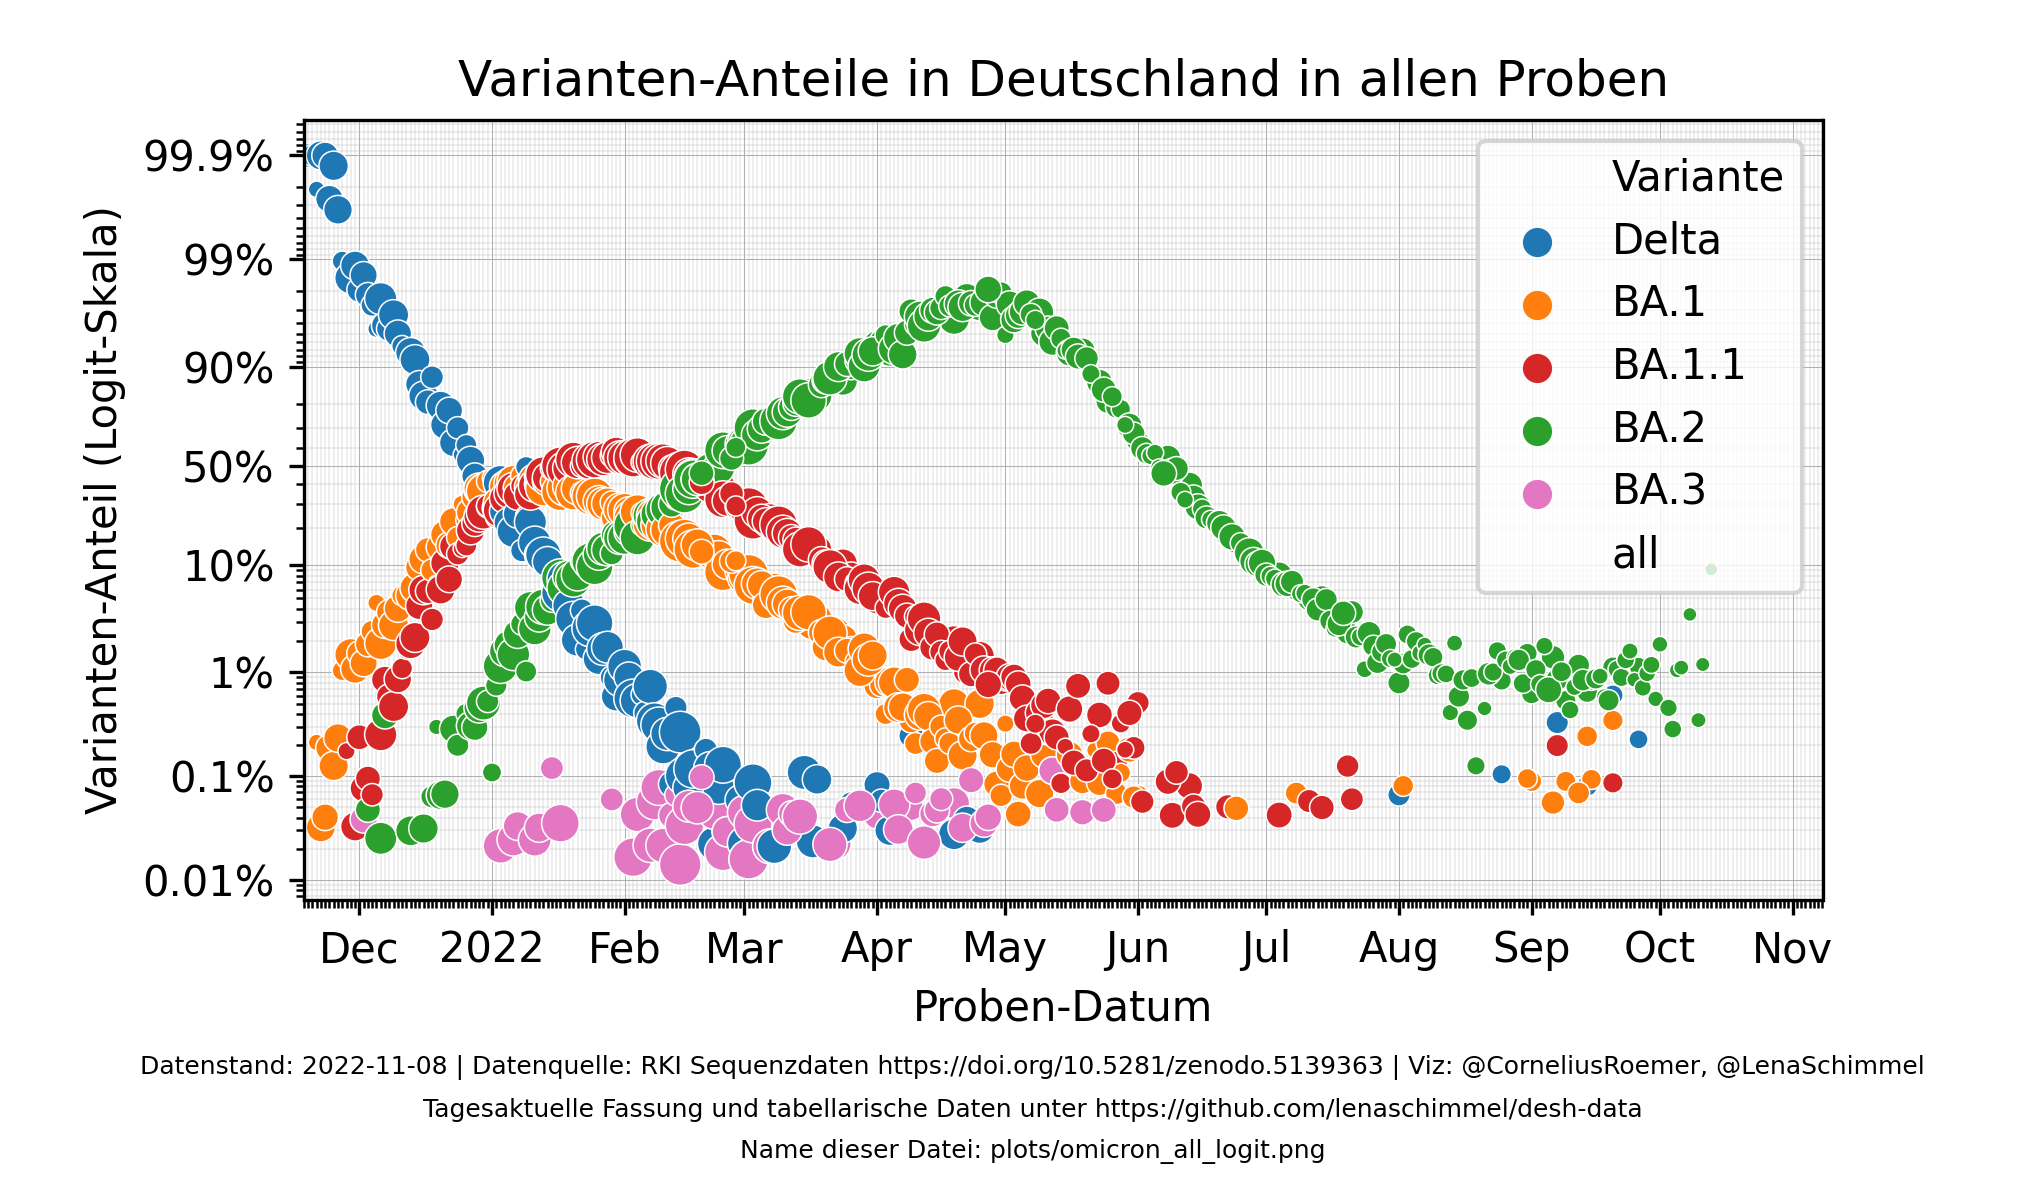 Varianten-Anteile in Deutschland in allen Proben
Varianten-Anteil (Logit-Skala)
99.9%
99%
90%
50%
10%
1%
0.1%
0.01%
Variante
Delta
BA.1
BA.1.1
BA.2
BA.3
all
Dec 2022 Feb Mar Apr May Jun Jul Aug Sep Oct Nov
Proben-Datum
Datenstand: 2022-11-08 | Datenquelle: RKI Sequenzdaten https://doi.org/10.5281/zenodo.5139363 | Viz: @CorneliusRoemer, @LenaSchimmel
Tagesaktuelle Fassung und tabellarische Daten unter https://github.com/lenaschimmel/desh-data
Name dieser Datei: plots/omicron_all_logit.png